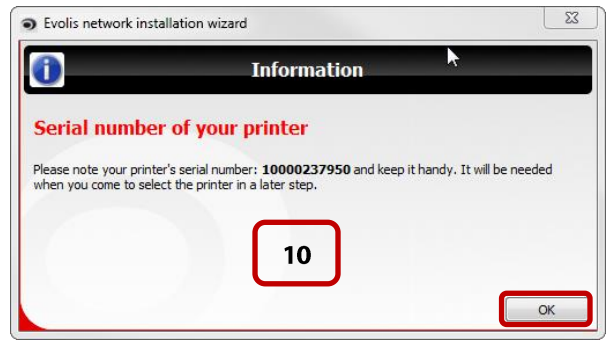 Evolis network installation wizard
Information
Serial number of your printer
Please note your printer's serial number: 10000237950 and keep it handy. It will be needed
when you come to select the printer in a later step.
10
OK